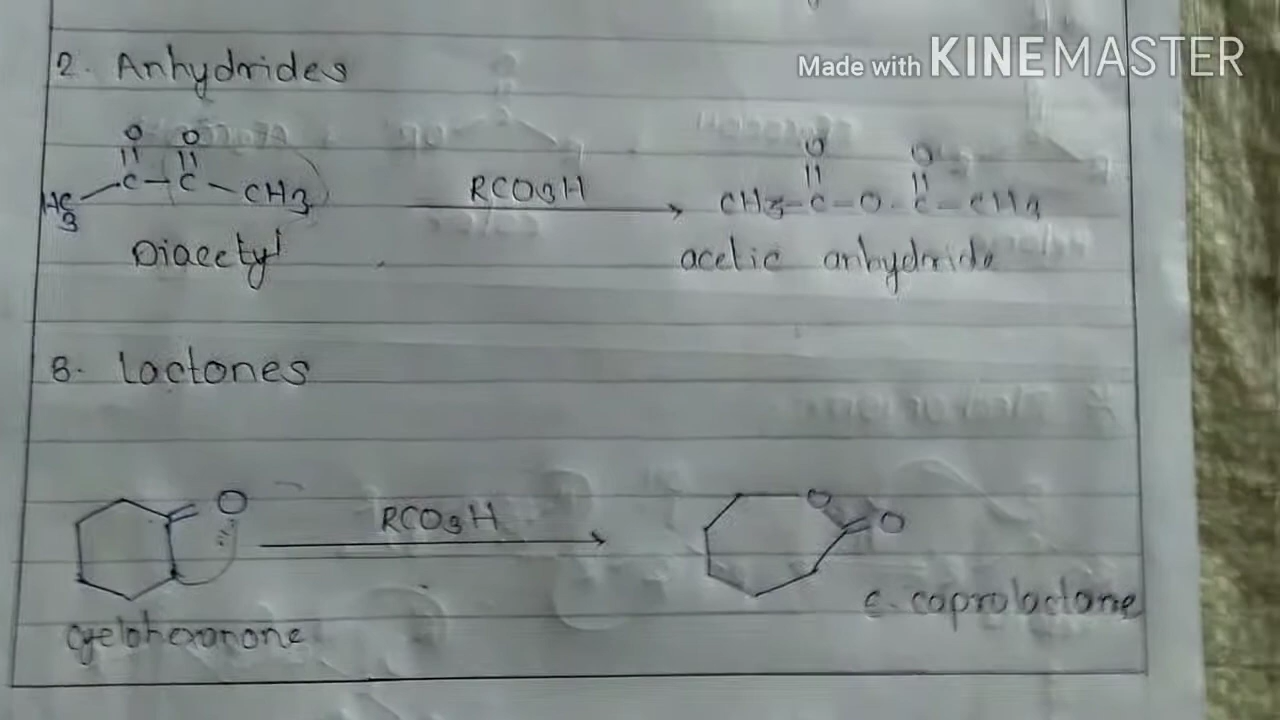 Made with KINEMASTER
2. Anhydrides
O O
H3C C - C CH3
RCO3H
O O
CH3 - C - O - C - CH3
Diacetyl
acetic anhydride
3. Lactones
O
RCO3H
O
O
cyclohexanone
ε. caprolactone